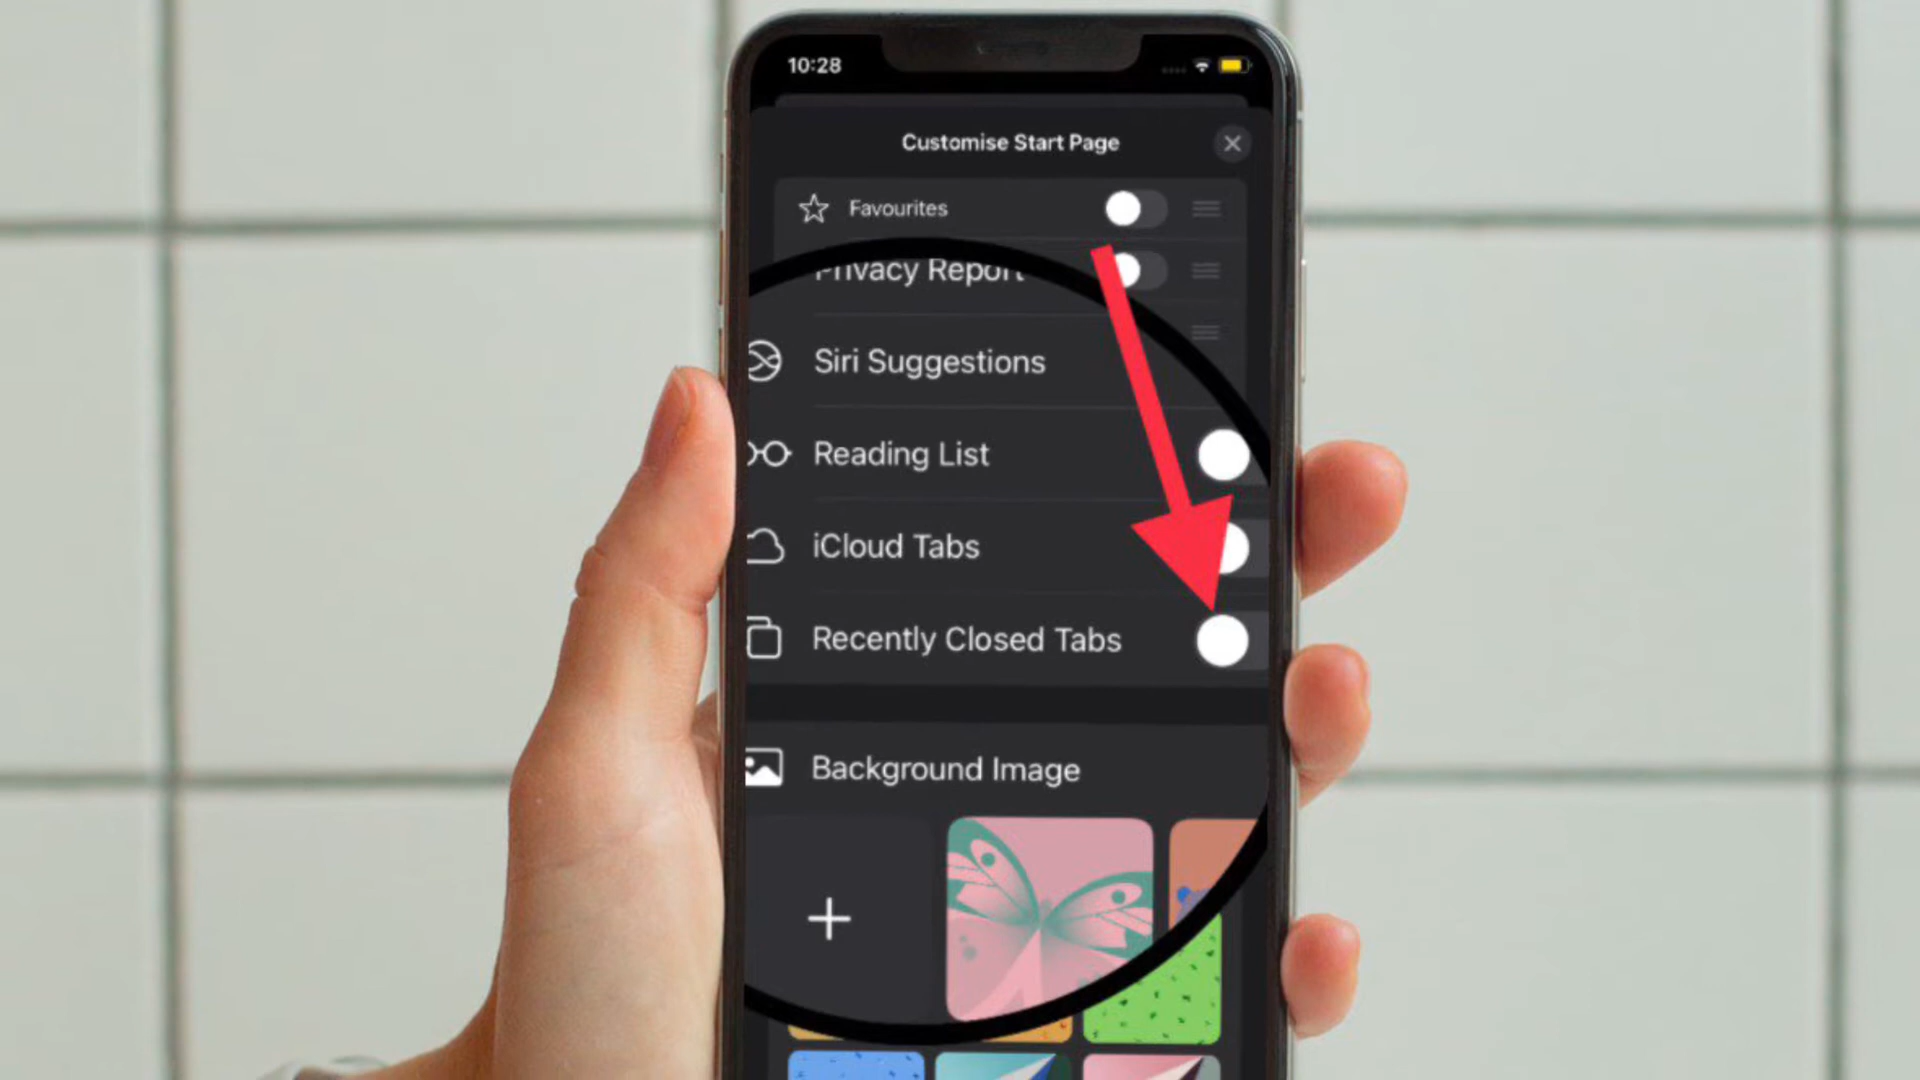 10:28
Customise Start Page
Favourites
Privacy Report
Siri Suggestions
Reading List
iCloud Tabs
Recently Closed Tabs
Background Image